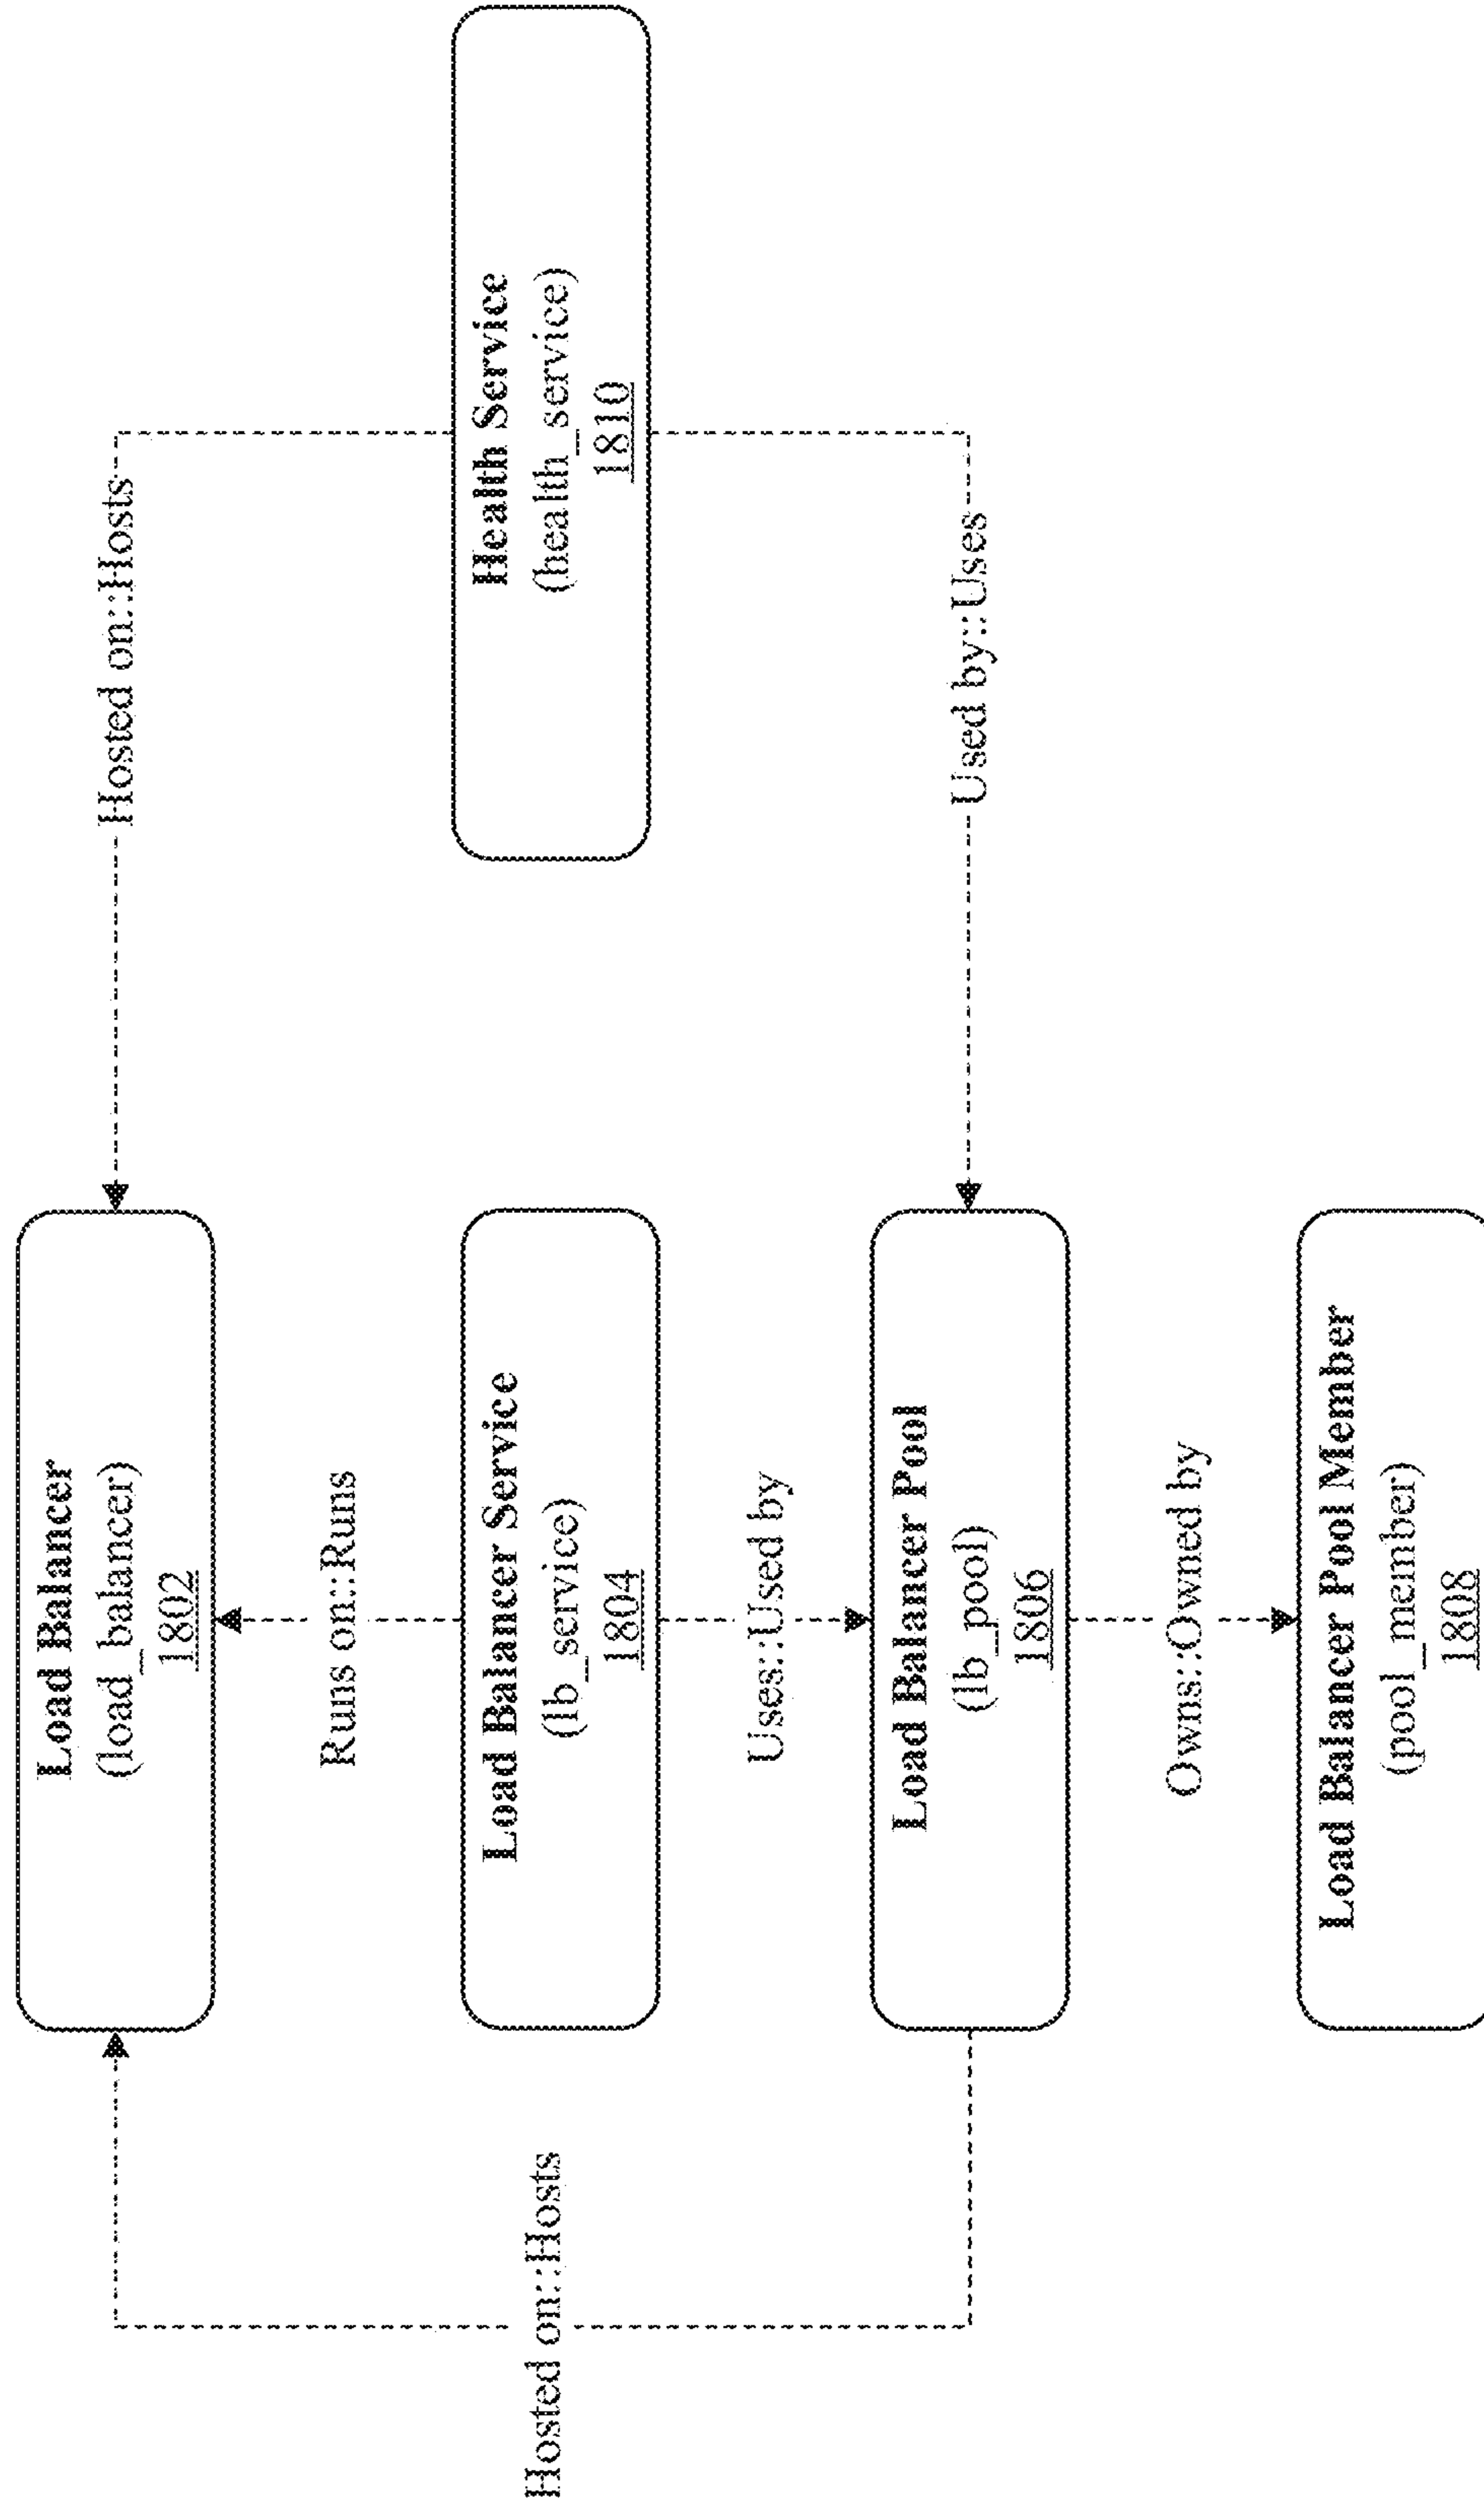 Load Balancer
(load_balancer)
1802
Hosted on::Hosts
Runs on::Runs
Load Balancer Service
(lb_service)
1804
Health Service
(health_service)
1810
Hosted on::Hosts
Uses::Used by
Load Balancer Pool
(lb_pool)
1806
Used by::Uses
Owns::Owned by
Load Balancer Pool Member
(pool_member)
1808